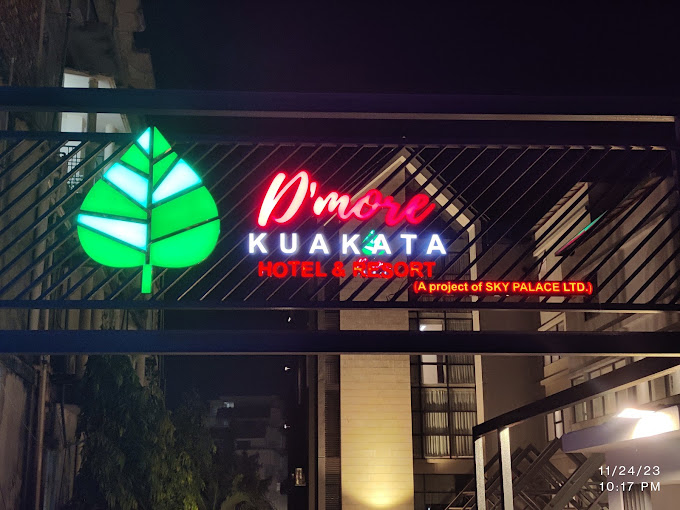 D'more
KUAKATA
HOTEL & RESORT
(A project of SKY PALACE LTD.)
11/24/23
10:17 PM